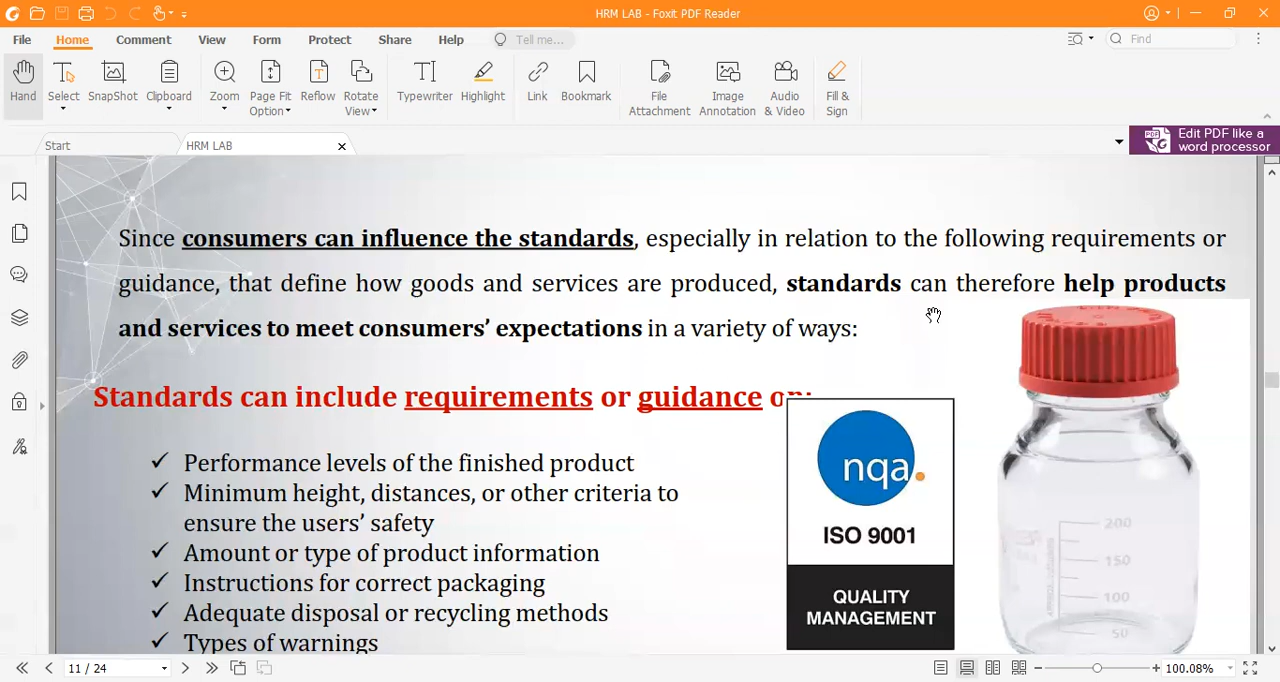 HRM LAB - Foxit PDF Reader
File Home Comment View Form Protect Share Help Tell me... Find
Hand Select SnapShot Clipboard Zoom Page Fit Option Reflow Rotate View Typewriter Highlight Link Bookmark File Attachment Image Annotation Audio & Video Fill & Sign
Start HRM LAB
Edit PDF like a
word processor
Since consumers can influence the standards, especially in relation to the following requirements or
guidance, that define how goods and services are produced, standards can therefore help products
and services to meet consumers’ expectations in a variety of ways:
Standards can include requirements or guidance on:
✓ Performance levels of the finished product
✓ Minimum height, distances, or other criteria to
ensure the users’ safety
✓ Amount or type of product information
✓ Instructions for correct packaging
✓ Adequate disposal or recycling methods
✓ Types of warnings
nqa.
ISO 9001
QUALITY
MANAGEMENT
200
150
100
50
11 / 24
100.08%